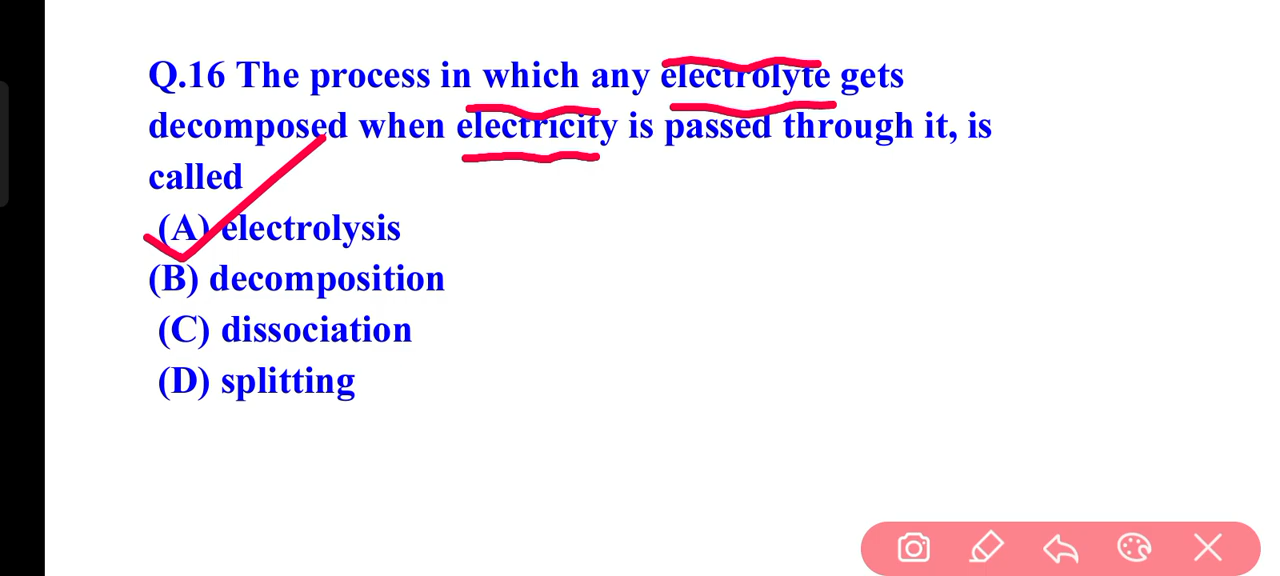 Q.16 The process in which any electrolyte gets
decomposed when electricity is passed through it, is
called
(A) electrolysis
(B) decomposition
(C) dissociation
(D) splitting